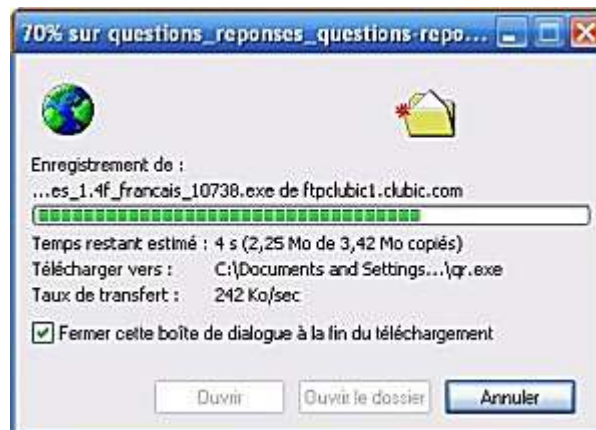 70% sur questions_reponses_questions-repo...
Enregistrement de :
...es_1.4f_francais_10738.exe de ftpclubic1.clubic.com
Temps restant estimé : 4 s (2,25 Mo de 3,42 Mo copiés)
Télécharger vers : C:\Documents and Settings...\qr.exe
Taux de transfert : 242 Ko/sec
Fermer cette boîte de dialogue à la fin du téléchargement
Ouvrir Ouvrir le dossier Annuler